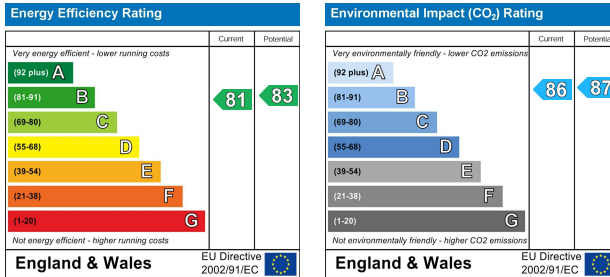 Energy Efficiency Rating
Current Potential
Very energy efficient - lower running costs
(92 plus) A
(81-91) B
81 83
(69-80) C
(55-68) D
(39-54) E
(21-38) F
(1-20) G
Not energy efficient - higher running costs
England & Wales
EU Directive
2002/91/EC
Environmental Impact (CO₂) Rating
Current Potential
Very environmentally friendly - lower CO2 emissions
(92 plus) A
(81-91) B
86 87
(69-80) C
(55-68) D
(39-54) E
(21-38) F
(1-20) G
Not environmentally friendly - higher CO2 emissions
England & Wales
EU Directive
2002/91/EC